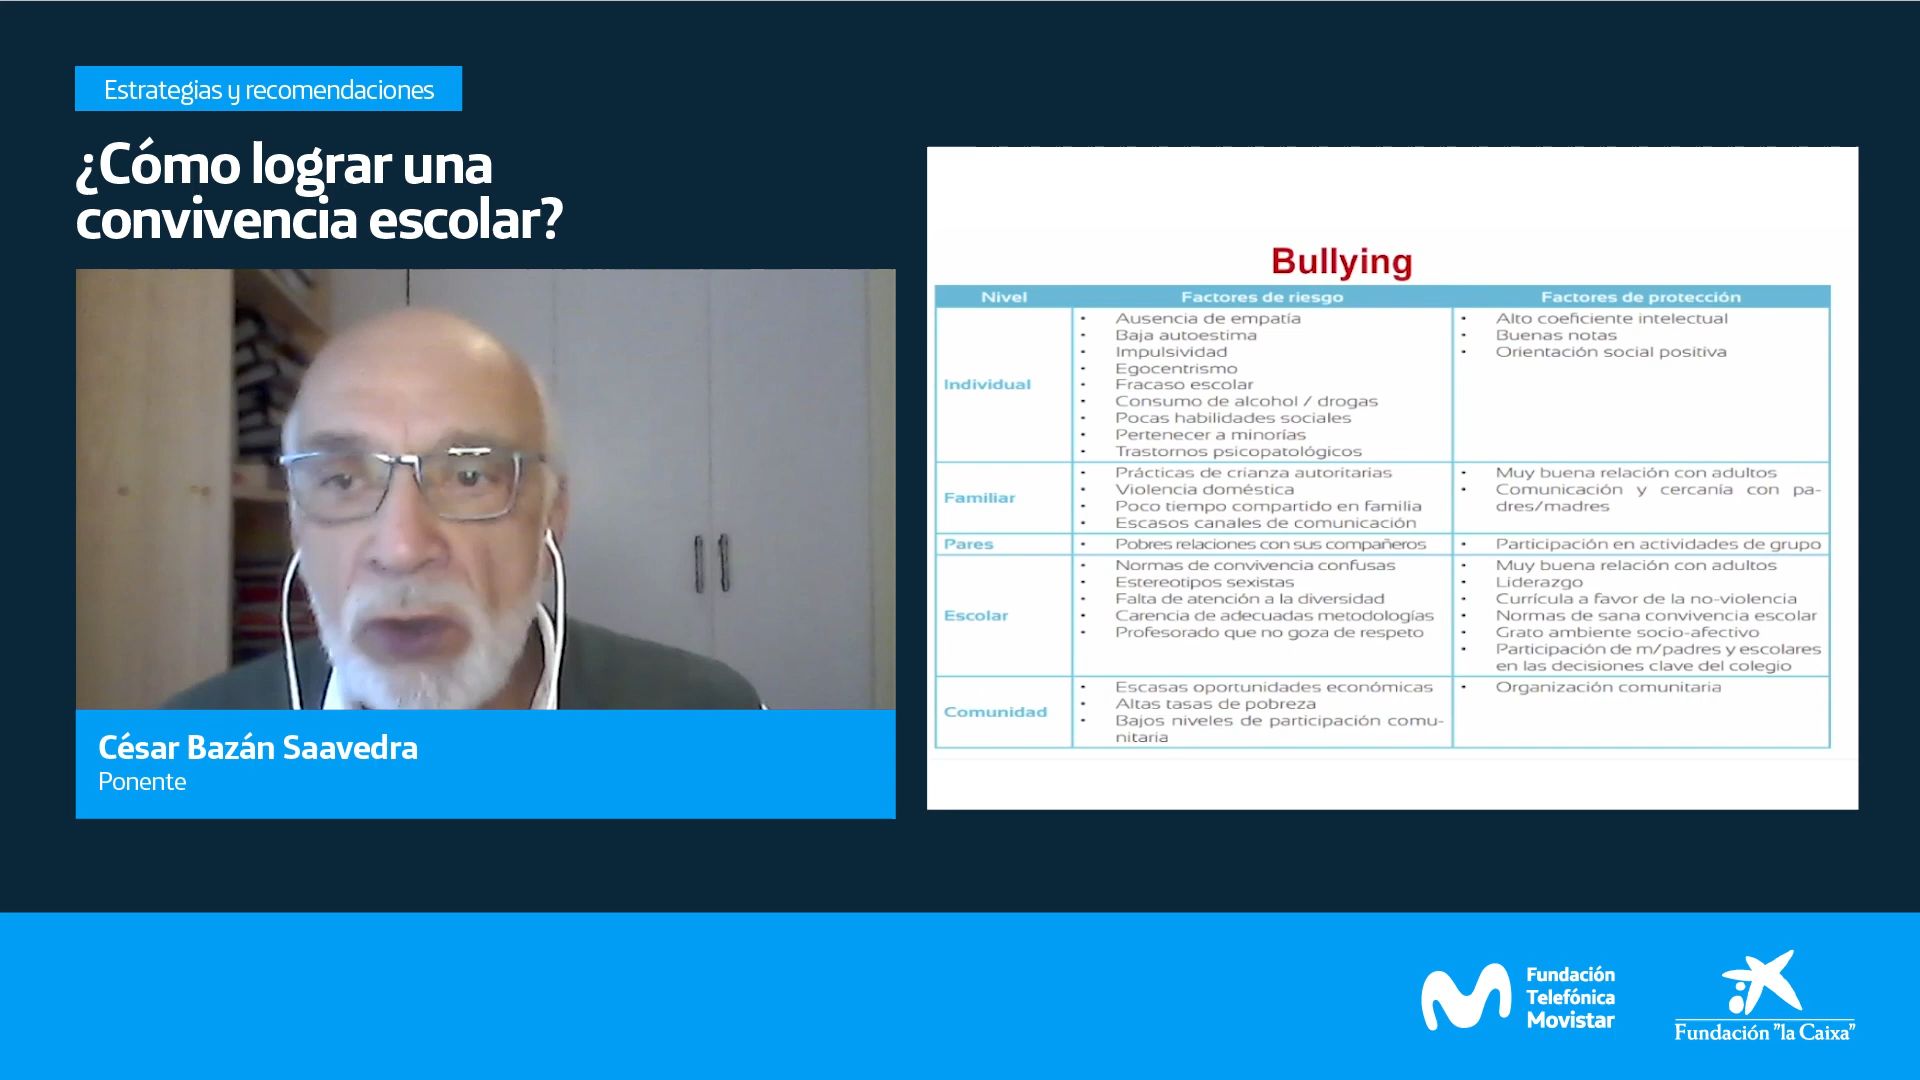 Estrategias y recomendaciones
¿Cómo lograr una
convivencia escolar?
César Bazán Saavedra
Ponente
Bullying
Nivel
Factores de riesgo
Factores de protección
Individual
• Ausencia de empatía
• Baja autoestima
• Impulsividad
• Egocentrismo
• Fracaso escolar
• Consumo de alcohol / drogas
• Pocas habilidades sociales
• Pertenecer a minorías
• Trastornos psicopatológicos
• Alto coeficiente intelectual
• Buenas notas
• Orientación social positiva
Familiar
• Prácticas de crianza autoritarias
• Violencia doméstica
• Poco tiempo compartido en familia
• Escasos canales de comunicación
• Muy buena relación con adultos
• Comunicación y cercanía con pa-
dres/madres
Pares
• Pobres relaciones con sus compañeros
• Participación en actividades de grupo
Escolar
• Normas de convivencia confusas
• Estereotipos sexistas
• Falta de atención a la diversidad
• Carencia de adecuadas metodologías
• Profesorado que no goza de respeto
• Muy buena relación con adultos
• Liderazgo
• Currícula a favor de la no-violencia
• Normas de sana convivencia escolar
• Grato ambiente socio-afectivo
• Participación de m/padres y escolares
en las decisiones clave del colegio
Comunidad
• Escasas oportunidades económicas
• Altas tasas de pobreza
• Bajos niveles de participación comu-
nitaria
• Organización comunitaria
Fundación
Telefónica
Movistar
Fundación "la Caixa"